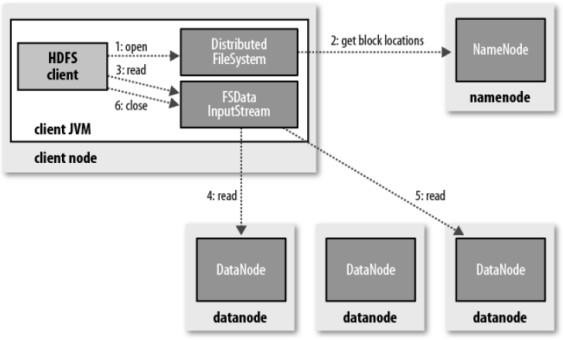 1: open
Distributed
FileSystem
2: get block locations
NameNode
namenode
HDFS
client
3: read
6: close
FSData
InputStream
client JVM
client node
4: read
5: read
DataNode
datanode
DataNode
datanode
DataNode
datanode